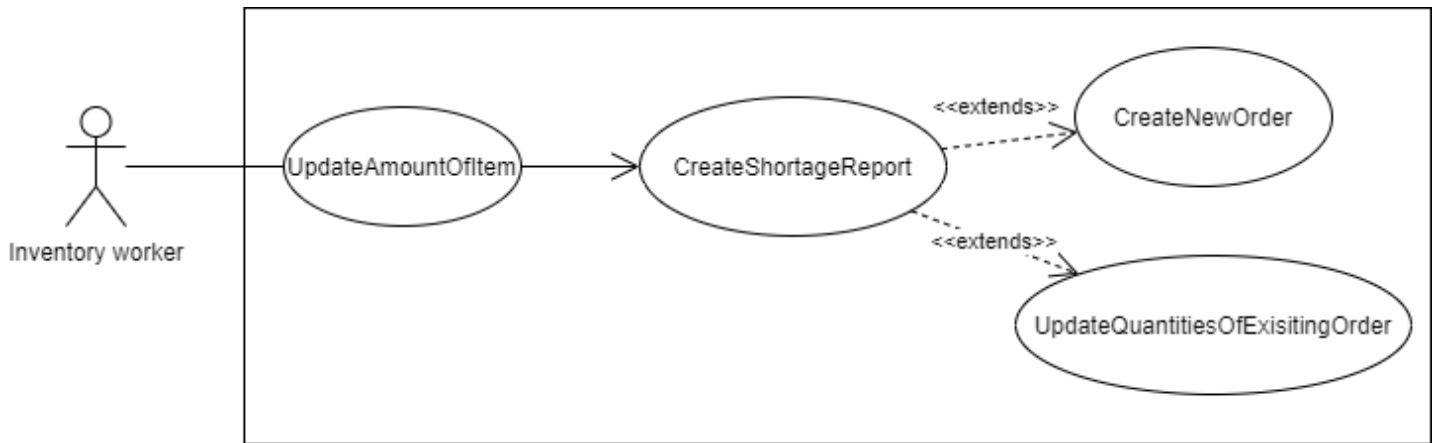 <<extends>>
CreateNewOrder
UpdateAmountOfItem
CreateShortageReport
Inventory worker
<<extends>>
UpdateQuantitiesOfExisitingOrder